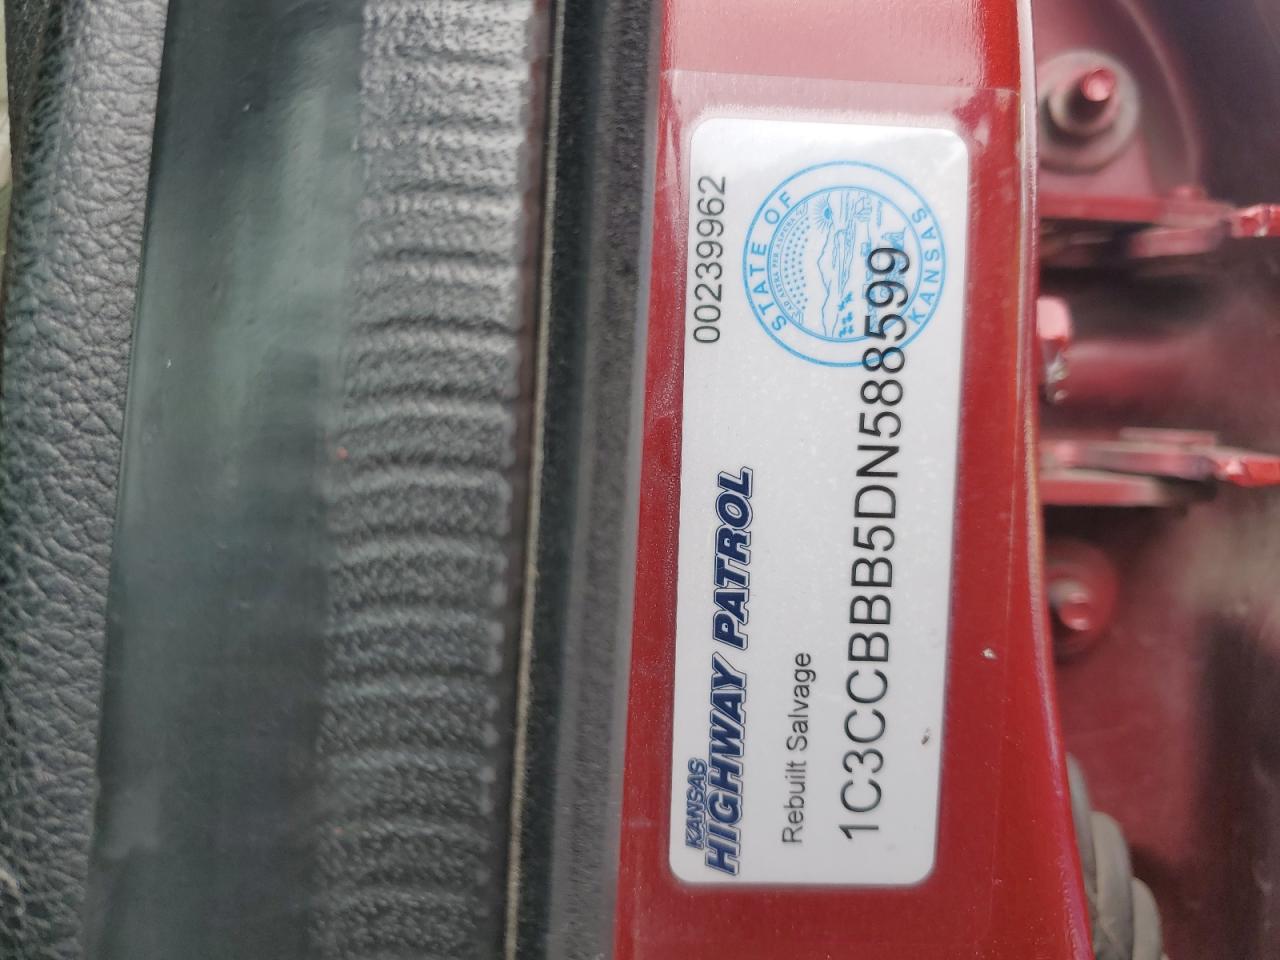 KANSAS
HIGHWAY PATROL
00239962
Rebuilt Salvage
STATE OF KANSAS
1C3CCBBB5DN588599